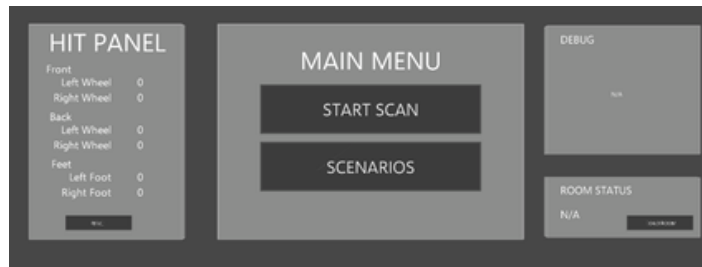 HIT PANEL
Front
Left Wheel 0
Right Wheel 0
Back
Left Wheel 0
Right Wheel 0
Feet
Left Foot 0
Right Foot 0
MAIN MENU
START SCAN
SCENARIOS
DEBUG
N/A
ROOM STATUS
N/A